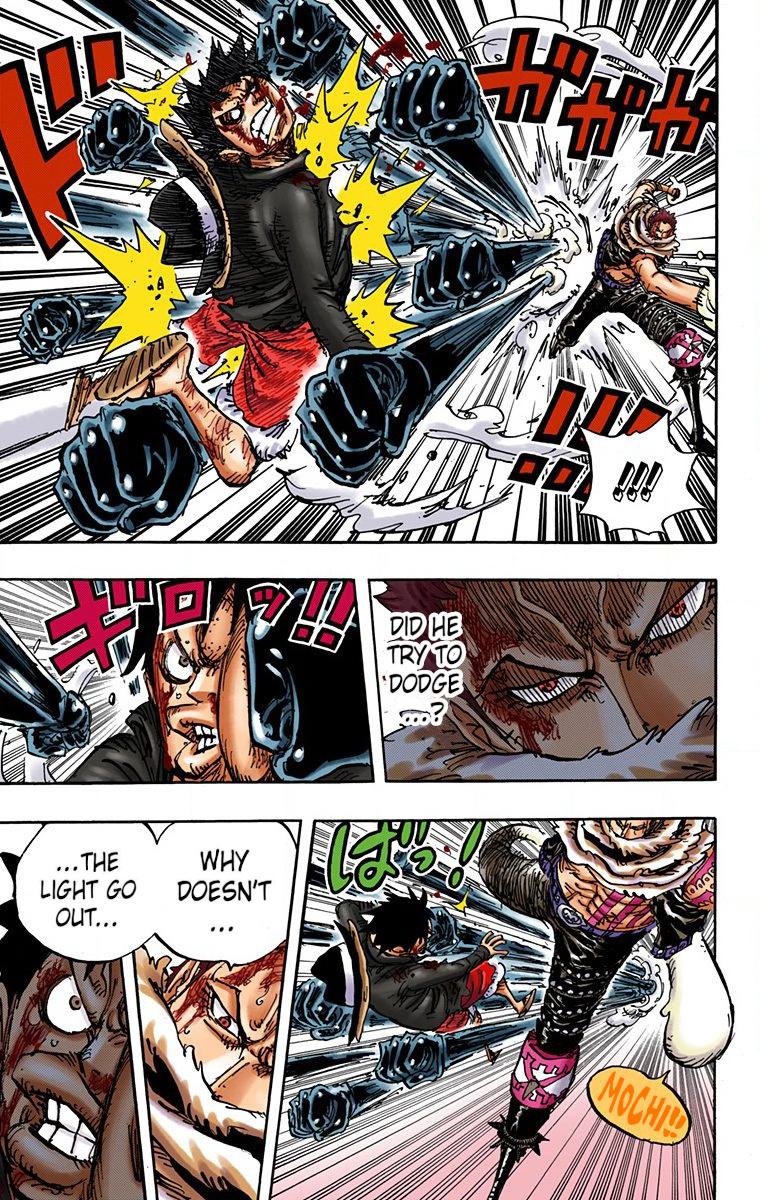 ガガガガ
ド
!!!
!!!
DID HE
TRY TO
DODGE
...?
ギロッ!!
WHY
DOESN'T
...
...THE
LIGHT GO
OUT...
ばっ!
MOCHI!!!